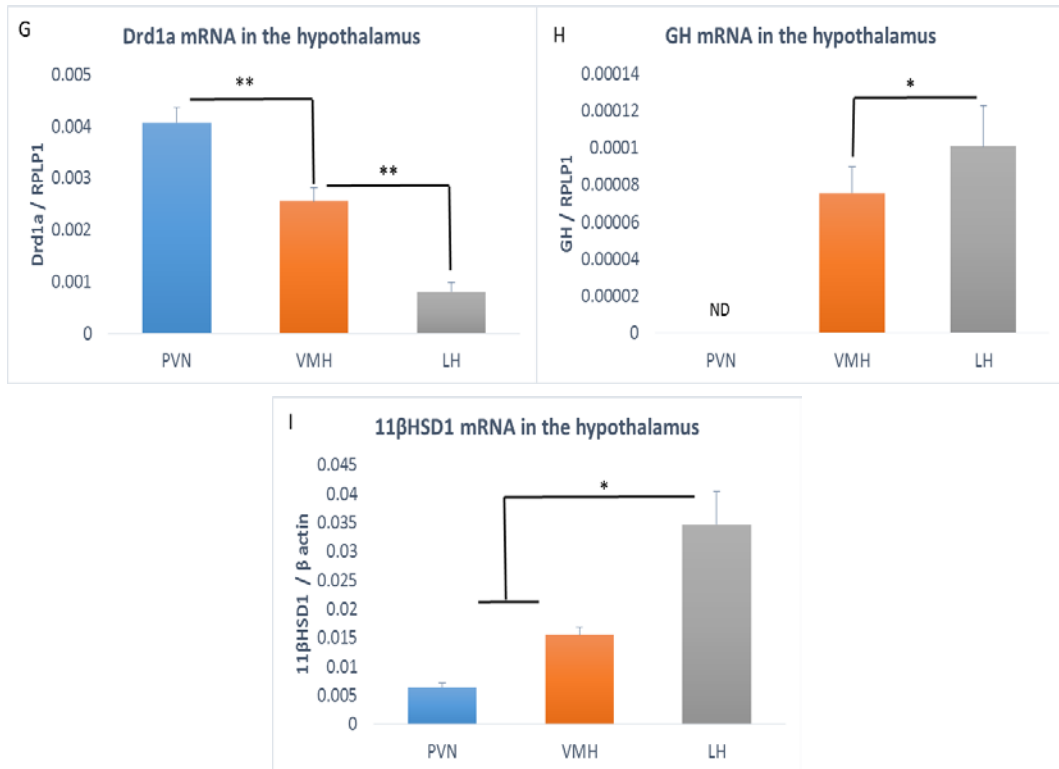 G
Drd1a mRNA in the hypothalamus
Drd1a / RPLP1
0.005
0.004
0.003
0.002
0.001
0
**
**
PVN VMH LH
H
GH mRNA in the hypothalamus
GH / RPLP1
0.00014
0.00012
0.0001
0.00008
0.00006
0.00004
0.00002
0
*
ND
PVN VMH LH
I
11βHSD1 mRNA in the hypothalamus
11βHSD1 / β actin
0.045
0.04
0.035
0.03
0.025
0.02
0.015
0.01
0.005
0
*
PVN VMH LH